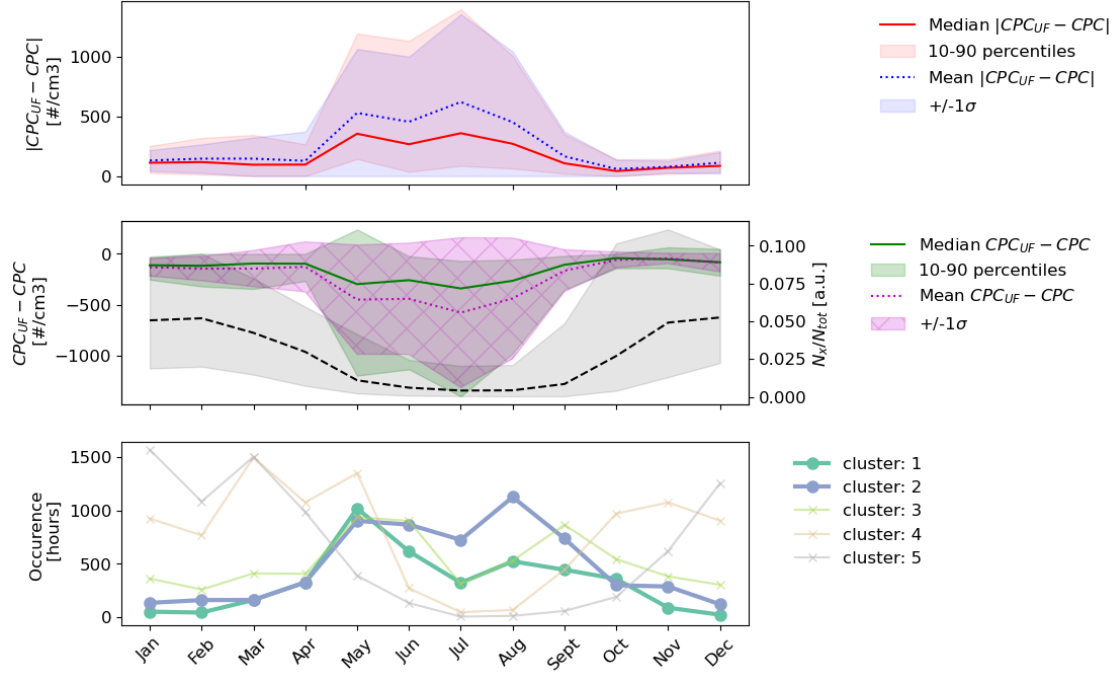 |CPC_UF − CPC|
[#/cm3]
1000
500
0
Median |CPC_UF − CPC|
10-90 percentiles
Mean |CPC_UF − CPC|
+/-1σ
CPC_UF − CPC
[#/cm3]
0
−500
−1000
0.100
0.075
0.050
0.025
0.000
N_x/N_tot [a.u.]
Median CPC_UF − CPC
10-90 percentiles
Mean CPC_UF − CPC
+/-1σ
Occurence
[hours]
1500
1000
500
0
Jan
Feb
Mar
Apr
May
Jun
Jul
Aug
Sept
Oct
Nov
Dec
cluster: 1
cluster: 2
cluster: 3
cluster: 4
cluster: 5